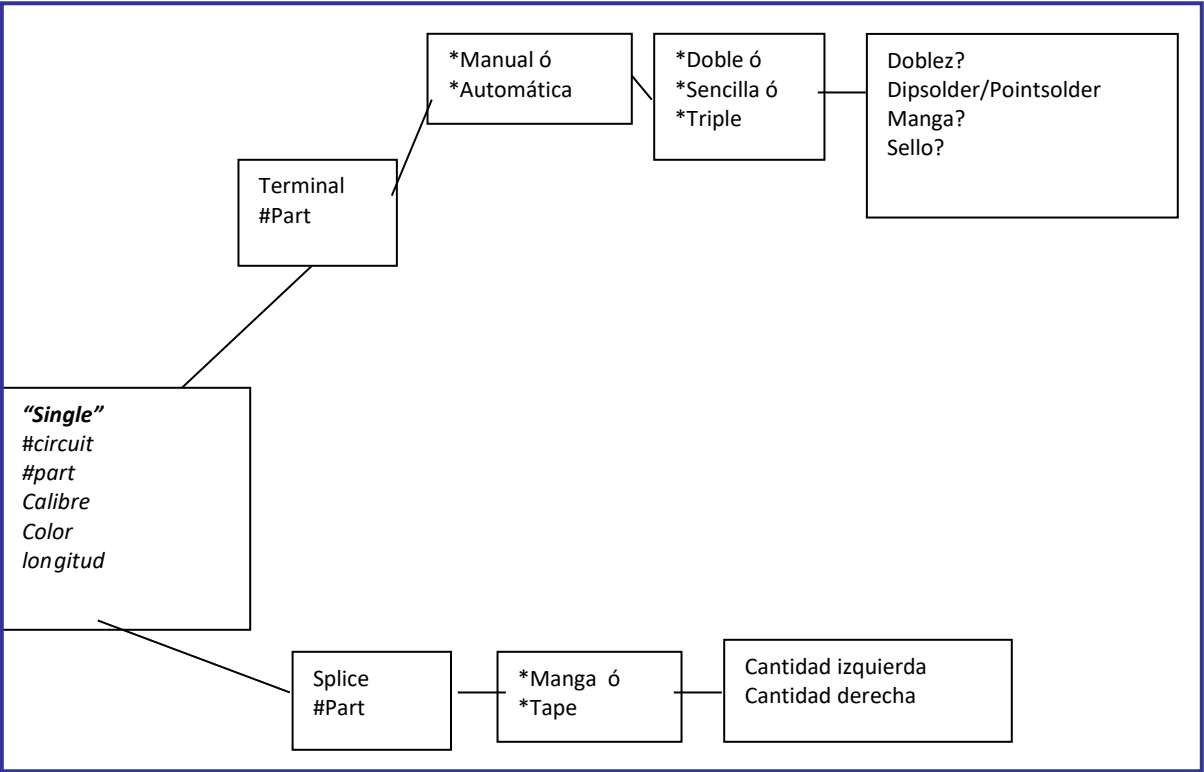 *Manual ó
*Automática
*Doble ó
*Sencilla ó
*Triple
Doblez?
Dipsolder/Pointsolder
Manga?
Sello?
Terminal
#Part
“Single”
#circuit
#part
Calibre
Color
longitud
Splice
#Part
*Manga ó
*Tape
Cantidad izquierda
Cantidad derecha